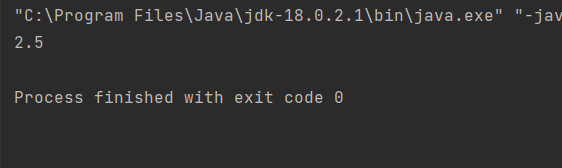 "C:\Program Files\Java\jdk-18.0.2.1\bin\java.exe" "-jav
2.5
Process finished with exit code 0